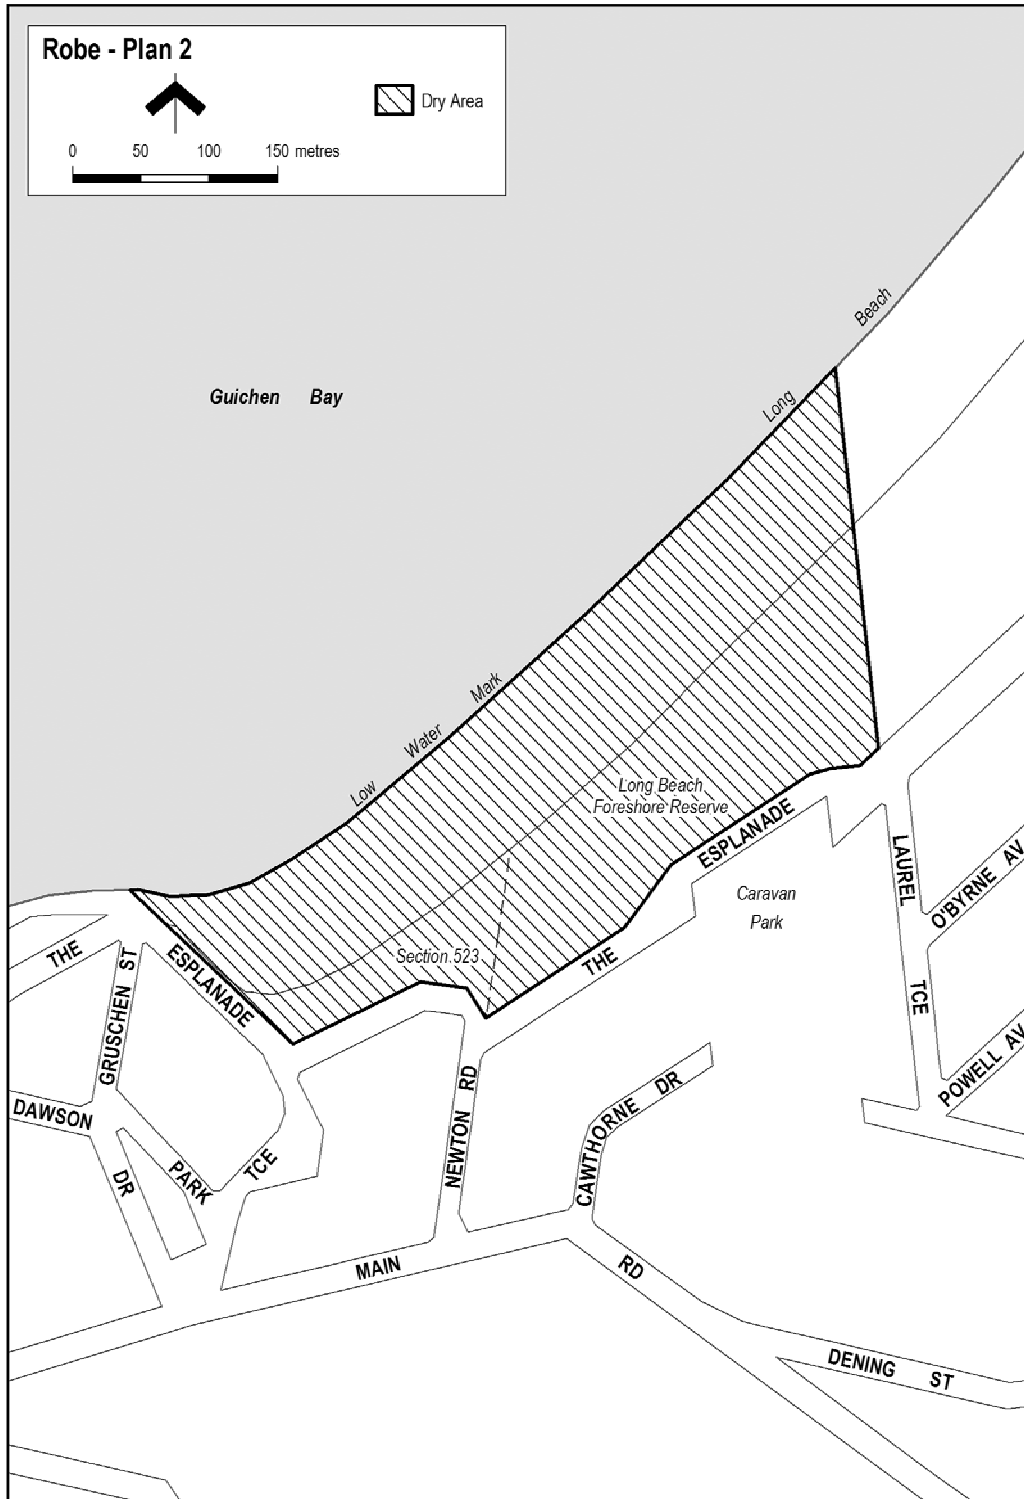 Robe - Plan 2
Dry Area
0 50 100 150 metres
Beach
Long
Guichen Bay
Mark
Water
Low
Long Beach
Foreshore Reserve
ESPLANADE
LAUREL
TCE
O'BYRNE AV
Caravan
Park
THE
ESPLANADE
Section 523
THE
GRUSCHEN ST
POWELL AV
DAWSON
DR
PARK
TCE
NEWTON RD
CAWTHORNE DR
MAIN
RD
DENING ST